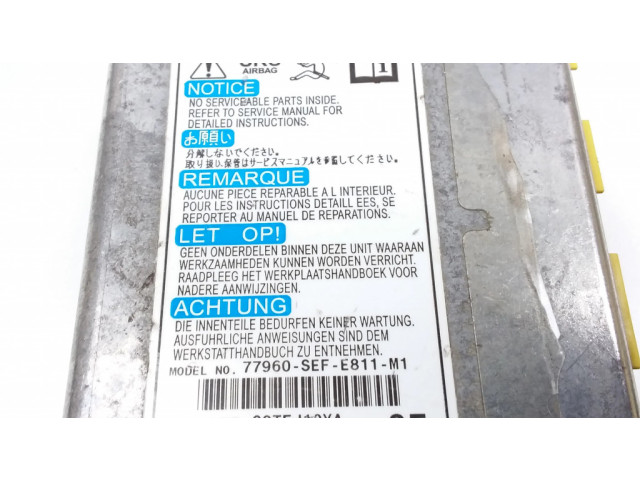 SRS
AIRBAG
NOTICE
NO SERVICEABLE PARTS INSIDE.
REFER TO SERVICE MANUAL FOR
DETAILED INSTRUCTIONS.
お願い
分解しないでください。
取り扱い、保管はサービスマニュアルを参照してください。
REMARQUE
AUCUNE PIECE REPARABLE A L INTERIEUR.
POUR LES INSTRUCTIONS DETAILL EES, SE
REPORTER AU MANUEL DE REPARATIONS.
LET OP!
GEEN ONDERDELEN BINNEN DEZE UNIT WAARAAN
WERKZAAMHEDEN KUNNEN WORDEN VERRICHT.
RAADPLEEG HET WERKPLAATSHANDBOEK VOOR
NADERE AANWIJZINGEN.
ACHTUNG
DIE INNENTEILE BEDURFEN KEINER WARTUNG.
AUSFUHRLICHE ANWEISUNGEN SIND DEM
WERKSTATTHANDBUCH ZU ENTNEHMEN.
MODEL NO. 77960-SEF-E811-M1